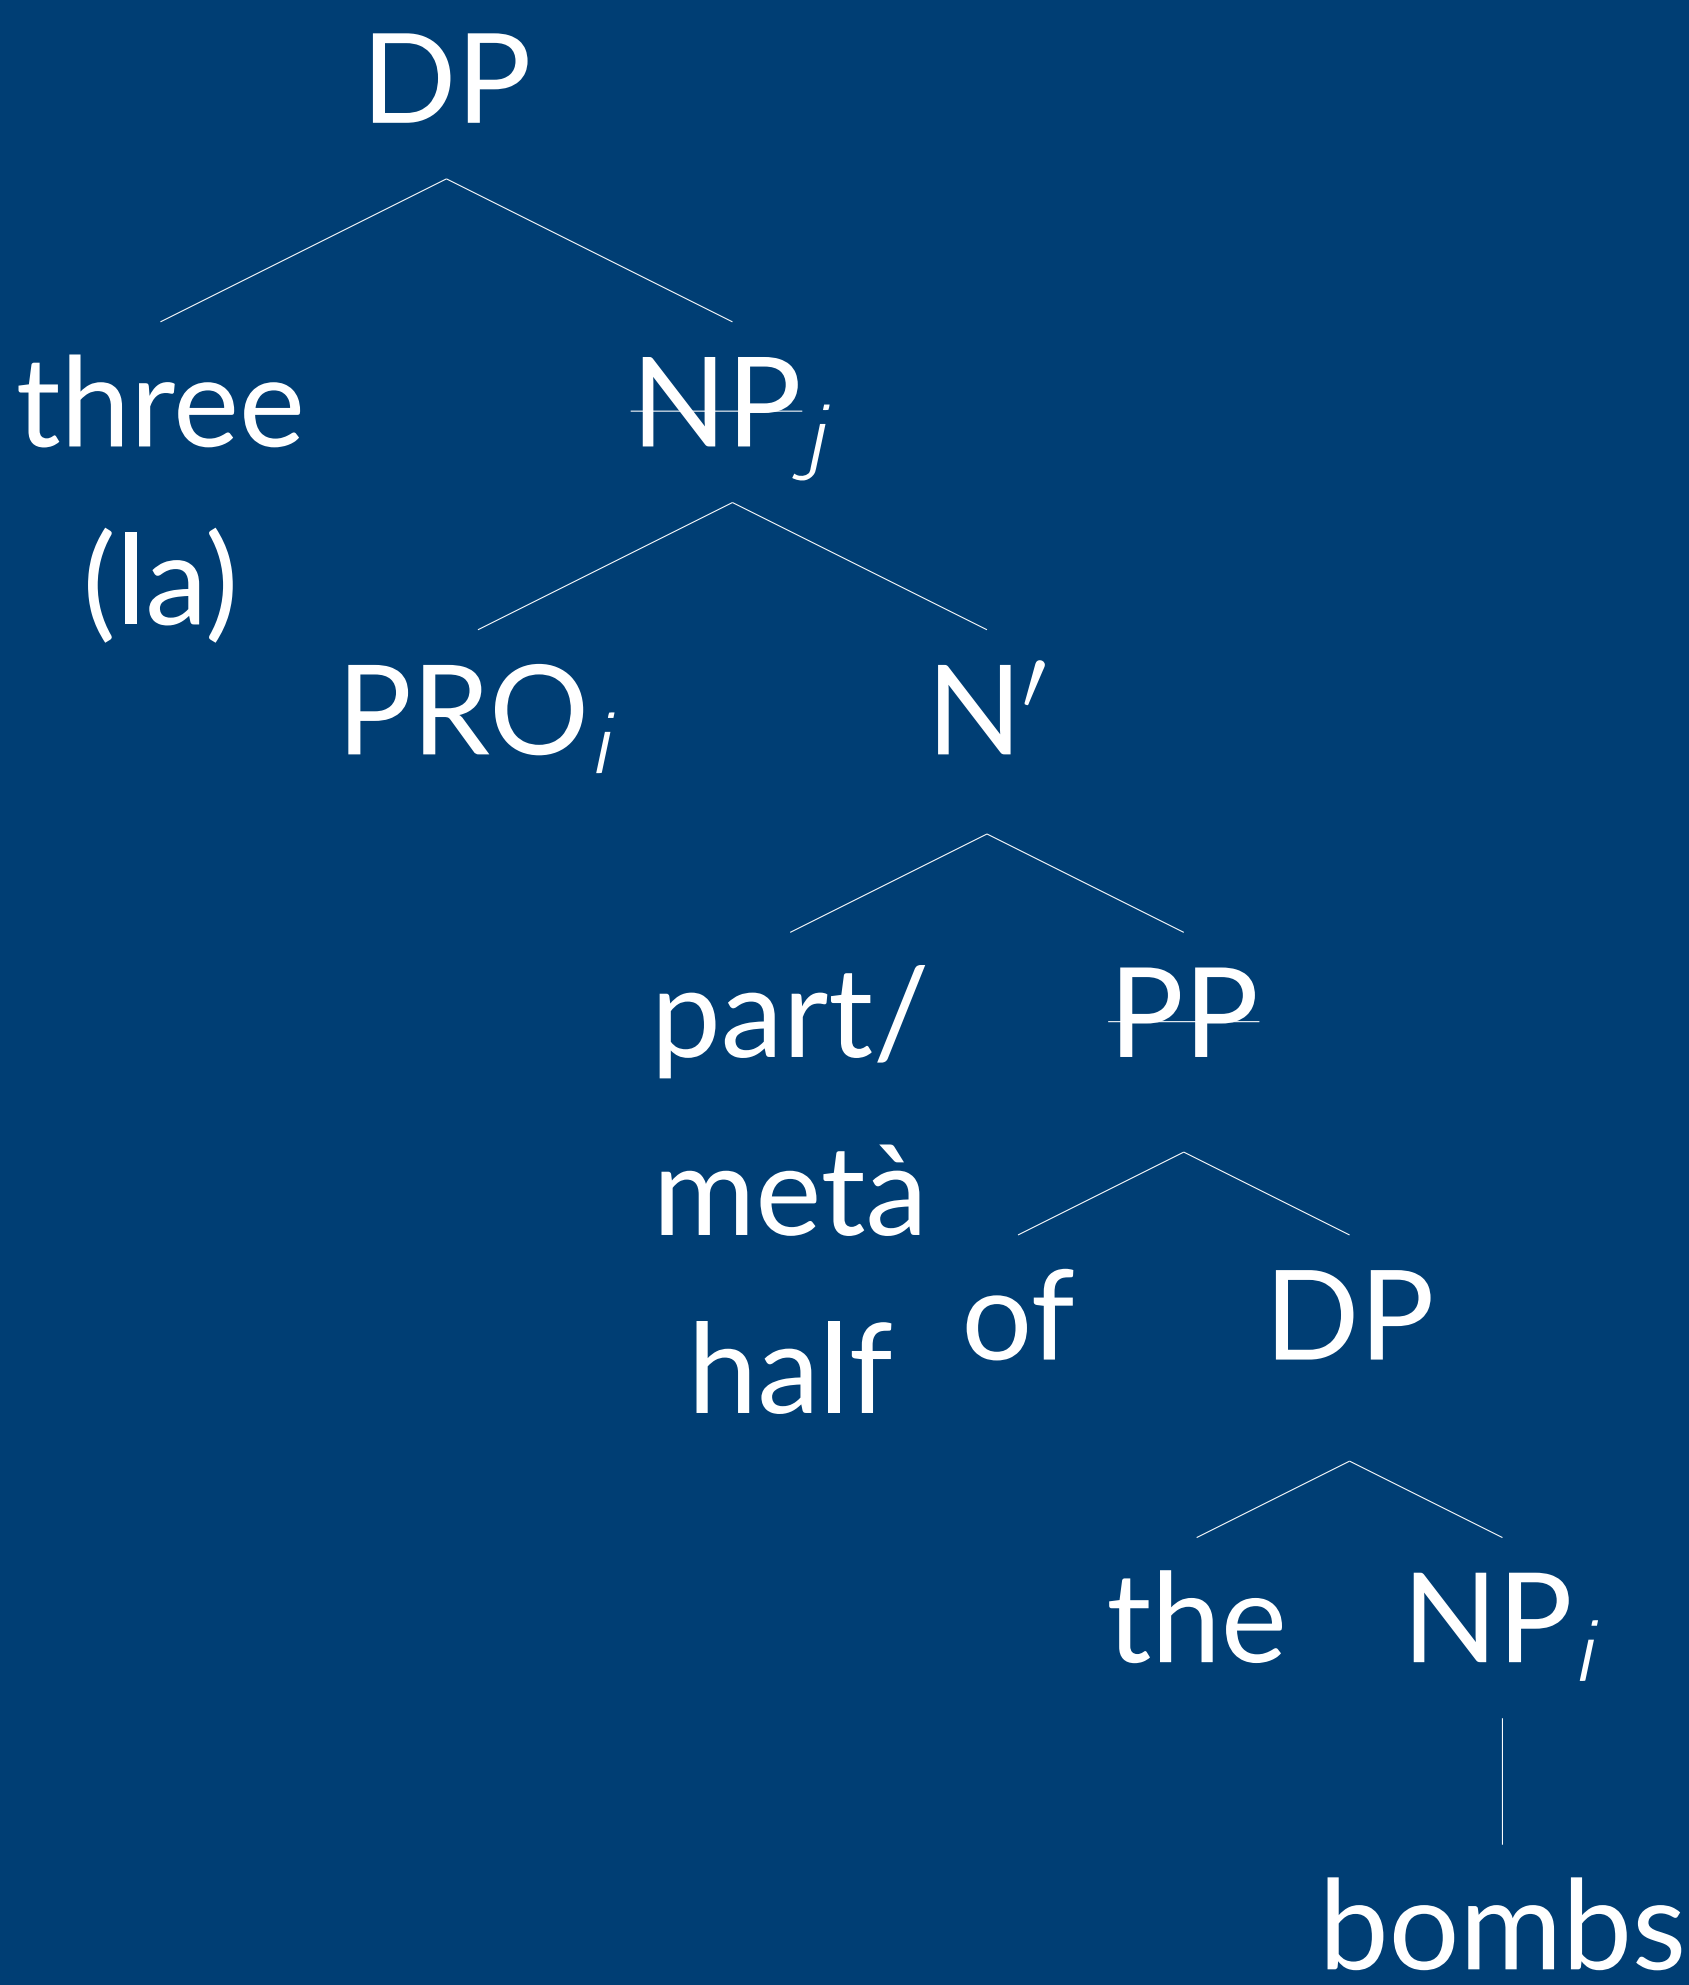 DP
three NPj
(la)
PROi N′
part/ PP
metà
half of DP
the NPi
bombs